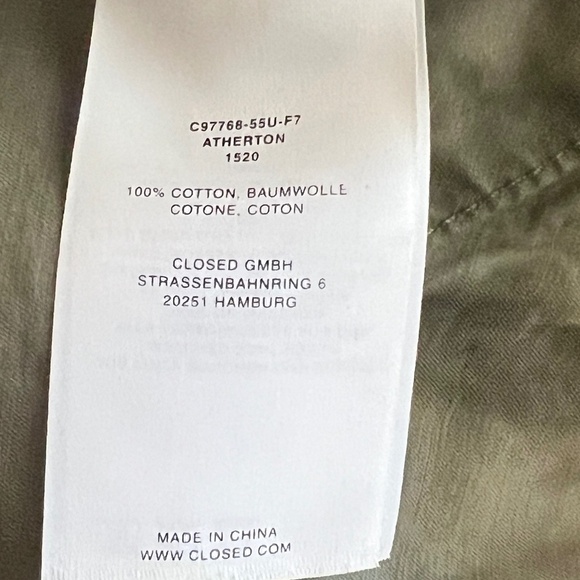 C97768-55U-F7
ATHERTON
1520
100% COTTON, BAUMWOLLE
COTONE, COTON
CLOSED GMBH
STRASSENBAHNRING 6
20251 HAMBURG
MADE IN CHINA
WWW.CLOSED.COM